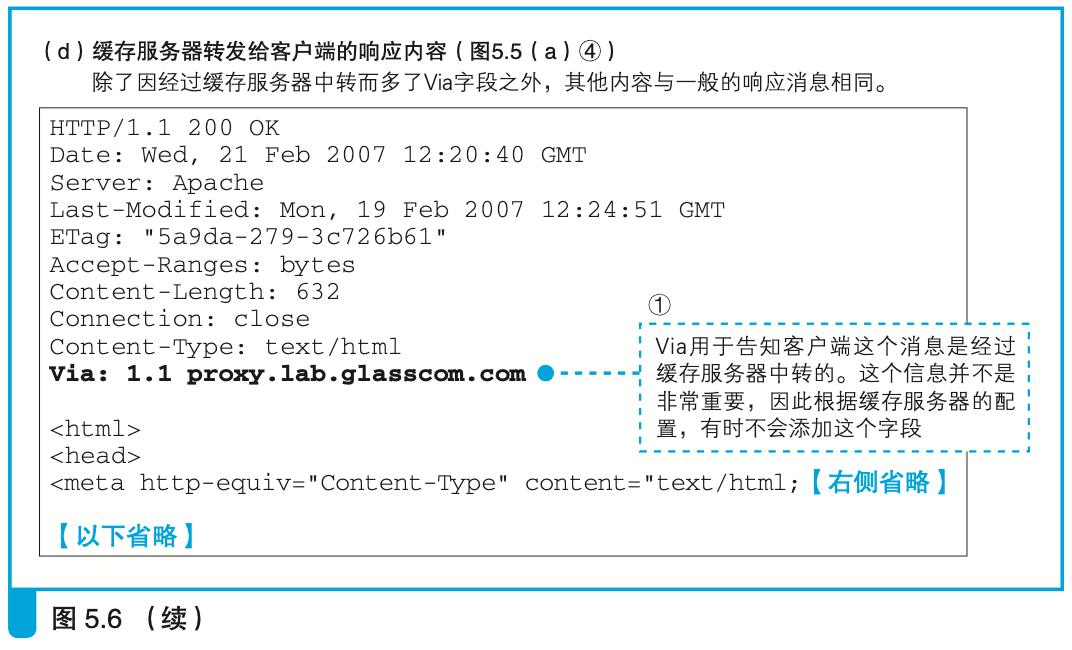 （d）缓存服务器转发给客户端的响应内容（图5.5（a）④）
除了因经过缓存服务器中转而多了Via字段之外，其他内容与一般的响应消息相同。
HTTP/1.1 200 OK
Date: Wed, 21 Feb 2007 12:20:40 GMT
Server: Apache
Last-Modified: Mon, 19 Feb 2007 12:24:51 GMT
ETag: "5a9da-279-3c726b61"
Accept-Ranges: bytes
Content-Length: 632
Connection: close
Content-Type: text/html
Via: 1.1 proxy.lab.glasscom.com
①
Via用于告知客户端这个消息是经过
缓存服务器中转的。这个信息并不是
非常重要，因此根据缓存服务器的配
置，有时不会添加这个字段
<html>
<head>
<meta http-equiv="Content-Type" content="text/html;【右侧省略】
【以下省略】
图 5.6 （续）